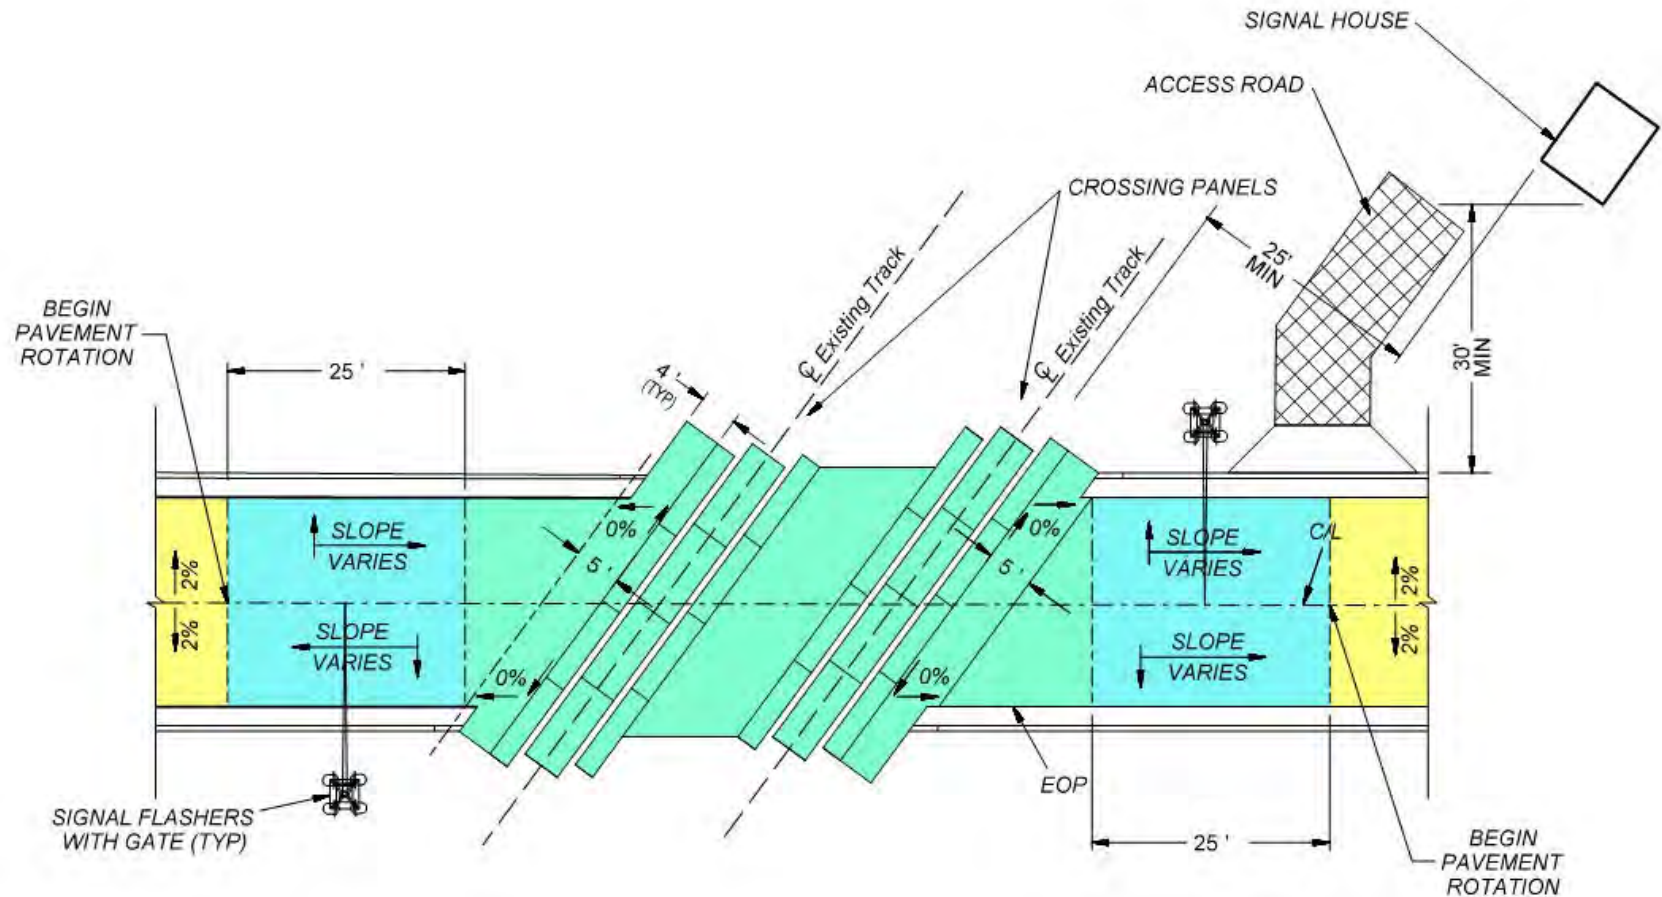 SIGNAL HOUSE
ACCESS ROAD
CROSSING PANELS
℄ Existing Track
℄ Existing Track
25'
MIN
30'
MIN
BEGIN
PAVEMENT
ROTATION
25 '
4 '
(TYP)
0%
5 '
0%
0%
5 '
0%
SLOPE
VARIES
SLOPE
VARIES
2%
2%
SLOPE
VARIES
SLOPE
VARIES
C/L
2%
2%
EOP
SIGNAL FLASHERS
WITH GATE (TYP)
25 '
BEGIN
PAVEMENT
ROTATION